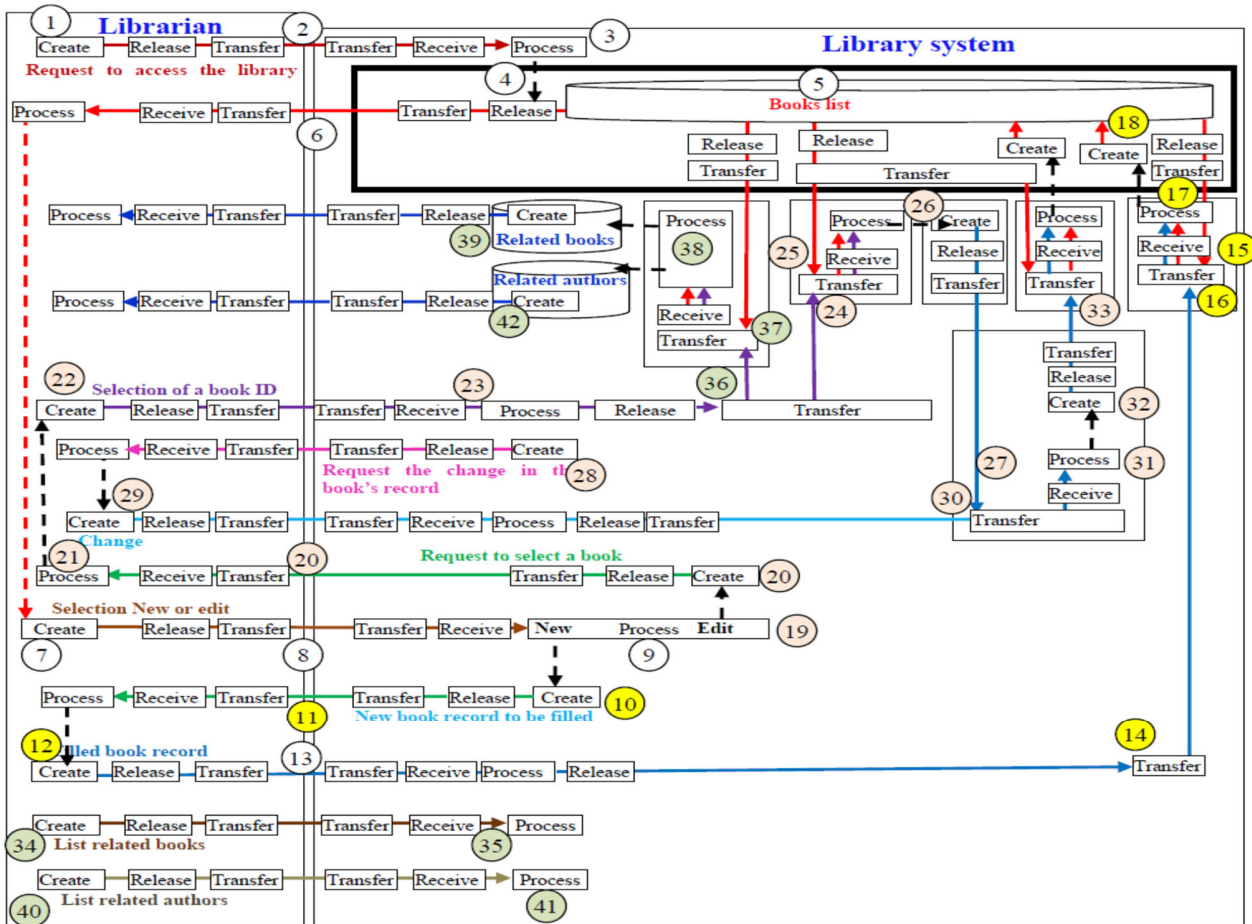 1 Librarian 2 3 Library system
Create Release Transfer Transfer Receive Process
Request to access the library
4 5
Books list
Process Receive Transfer Transfer Release
6
Release Release Create 18 Create Release
Transfer Transfer Transfer
17
Process Receive Transfer Transfer Release Create
39 Related books
Process 38
Process 26 Create
25 Receive Release
Transfer Transfer
24
Process Receive Transfer
33
Process Receive Transfer
15 16
Related authors
Process Receive Transfer Transfer Release Create
42
Receive 37
Transfer
22 Selection of a book ID 23 36
Create Release Transfer Transfer Receive Process Release Transfer
Transfer
Release
Create 32
Process Receive Transfer Transfer Release Create
Request the change in th
book's record 28
27 Process 31
Receive
29 30
Create Release Transfer Transfer Receive Process Release Transfer Transfer
Change
21 20 Request to select a book
Process Receive Transfer Transfer Release Create 20
Selection New or edit
Create Release Transfer Transfer Receive New Process Edit 19
7 8 9
Process Receive Transfer Transfer Release Create 10
11 New book record to be filled
12 lled book record 13 14
Create Release Transfer Transfer Receive Process Release Transfer
Create Release Transfer Transfer Receive Process
34 List related books 35
Create Release Transfer Transfer Receive Process
40 List related authors 41